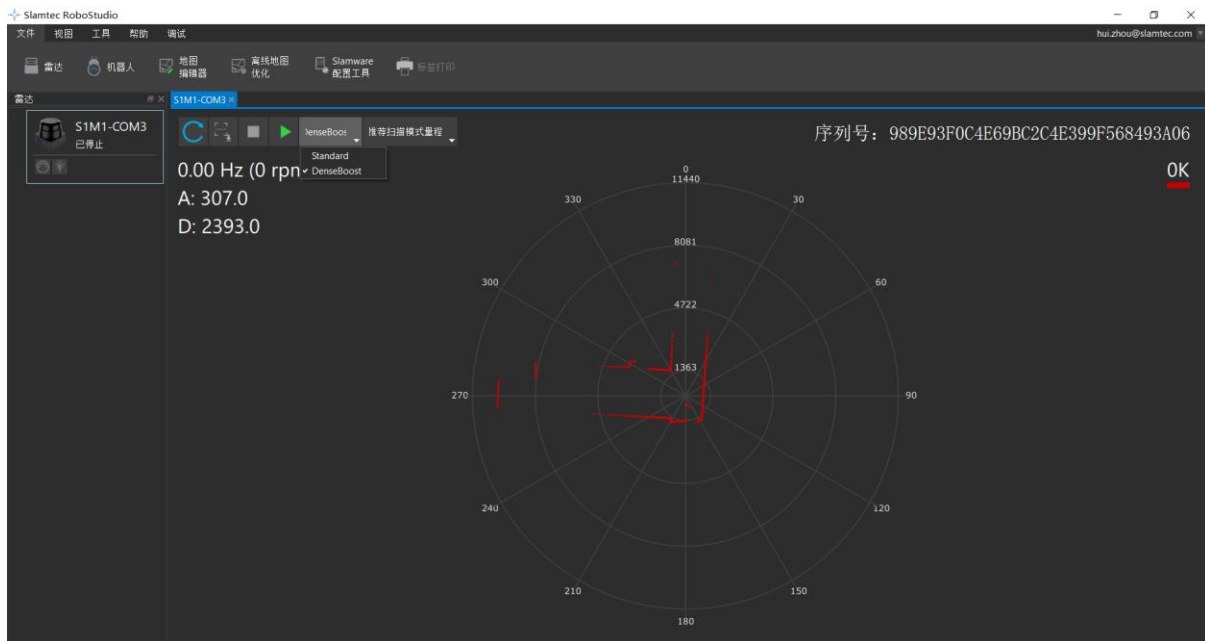 Slamtec RoboStudio
文件 视图 工具 帮助 调试
hui.zhou@slamtec.com
雷达
机器人
地图
编辑器
离线地图
优化
Slamware
配置工具
标签打印
雷达
S1M1-COM3
S1M1-COM3
已停止
DenseBoos
推荐扫描模式量程
序列号: 989E93F0C4E69BC2C4E399F568493A06
Standard
DenseBoost
0.00 Hz (0 rpm
0K
A: 307.0
D: 2393.0
0
11440
330
30
8081
300
60
4722
1363
270
90
240
120
210
150
180